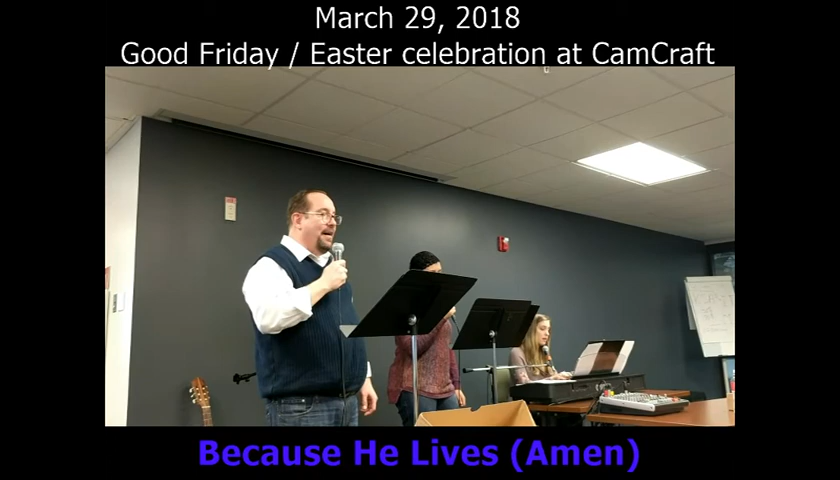 March 29, 2018
Good Friday / Easter celebration at CamCraft
Because He Lives (Amen)